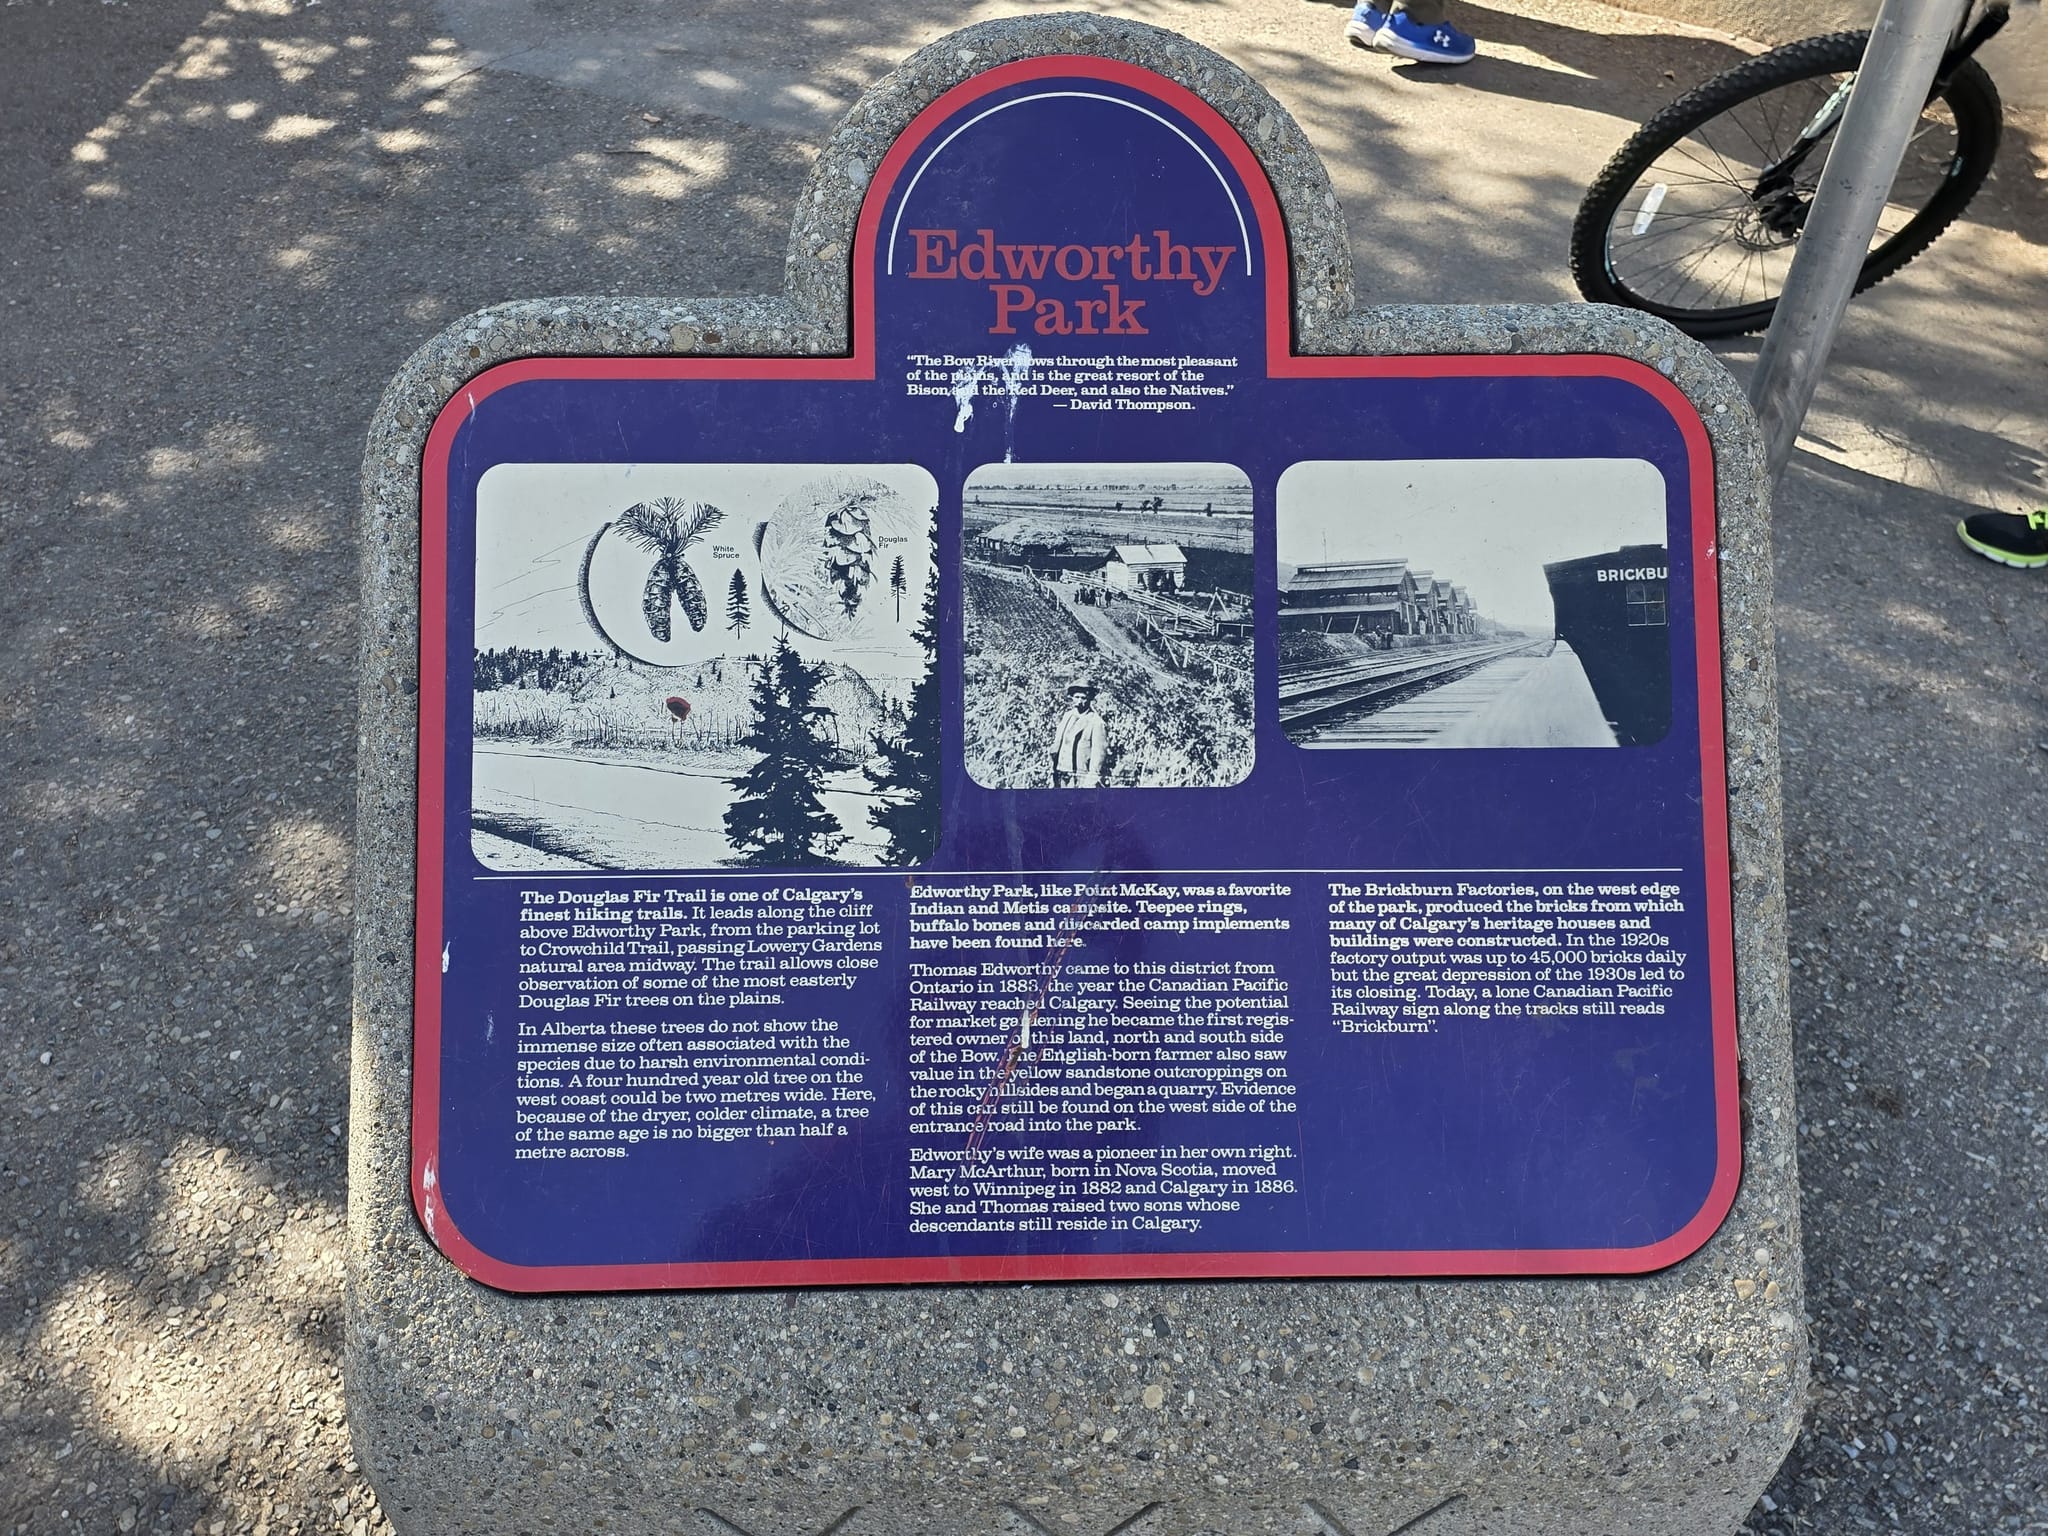 Edworthy
Park
“The Bow River flows through the most pleasant
of the plains, and is the great resort of the
Bison, and the Red Deer, and also the Natives.”
— David Thompson.
White
Spruce
Douglas
Fir
BRICKBU
The Douglas Fir Trail is one of Calgary’s
finest hiking trails. It leads along the cliff
above Edworthy Park, from the parking lot
to Crowchild Trail, passing Lowery Gardens
natural area midway. The trail allows close
observation of some of the most easterly
Douglas Fir trees on the plains.
In Alberta these trees do not show the
immense size often associated with the
species due to harsh environmental condi-
tions. A four hundred year old tree on the
west coast could be two metres wide. Here,
because of the dryer, colder climate, a tree
of the same age is no bigger than half a
metre across.
Edworthy Park, like Point McKay, was a favorite
Indian and Metis campsite. Teepee rings,
buffalo bones and discarded camp implements
have been found here.
Thomas Edworthy came to this district from
Ontario in 1883, the year the Canadian Pacific
Railway reached Calgary. Seeing the potential
for market gardening he became the first regis-
tered owner of this land, north and south side
of the Bow. The English-born farmer also saw
value in the yellow sandstone outcroppings on
the rocky hillsides and began a quarry. Evidence
of this can still be found on the west side of the
entrance road into the park.
Edworthy’s wife was a pioneer in her own right.
Mary McArthur, born in Nova Scotia, moved
west to Winnipeg in 1882 and Calgary in 1886.
She and Thomas raised two sons whose
descendants still reside in Calgary.
The Brickburn Factories, on the west edge
of the park, produced the bricks from which
many of Calgary’s heritage houses and
buildings were constructed. In the 1920s
factory output was up to 45,000 bricks daily
but the great depression of the 1930s led to
its closing. Today, a lone Canadian Pacific
Railway sign along the tracks still reads
“Brickburn”.